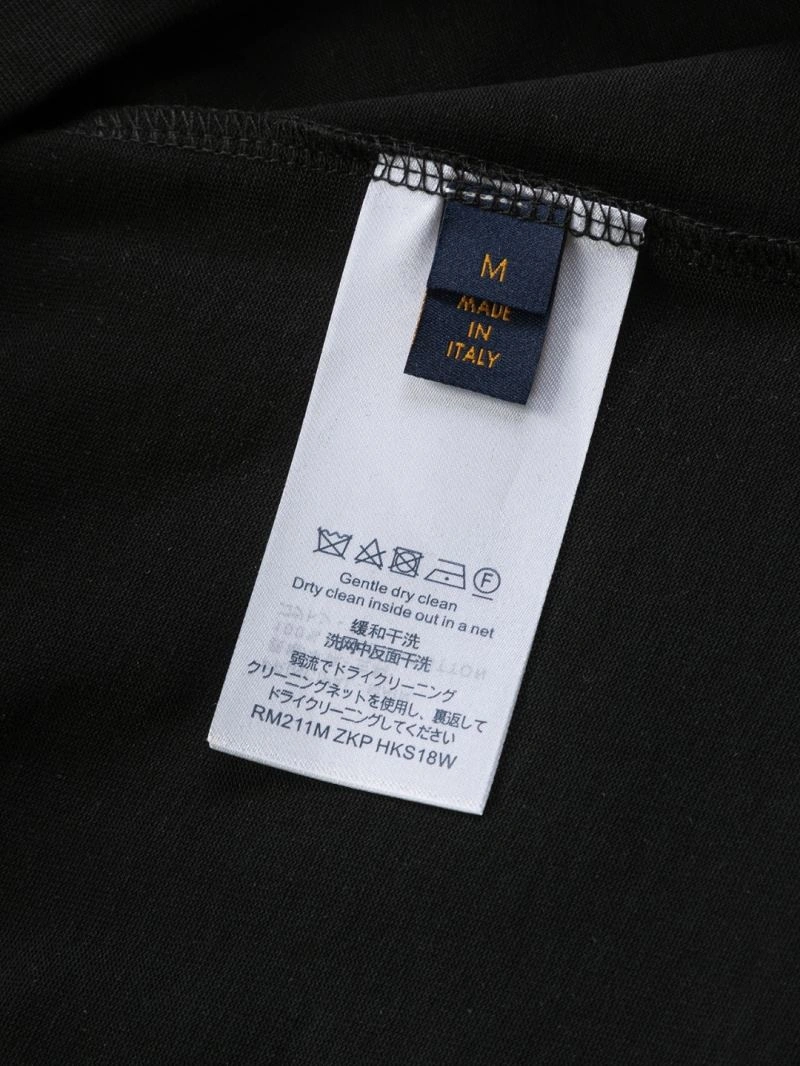 M
MADE
IN
ITALY
F
Gentle dry clean
Drty clean inside out in a net
缓和干洗
洗网中反面干洗
弱流でドライクリーニング
クリーニングネットを使用し、裏返して
ドライクリーニングしてください
RM211M ZKP HKS18W